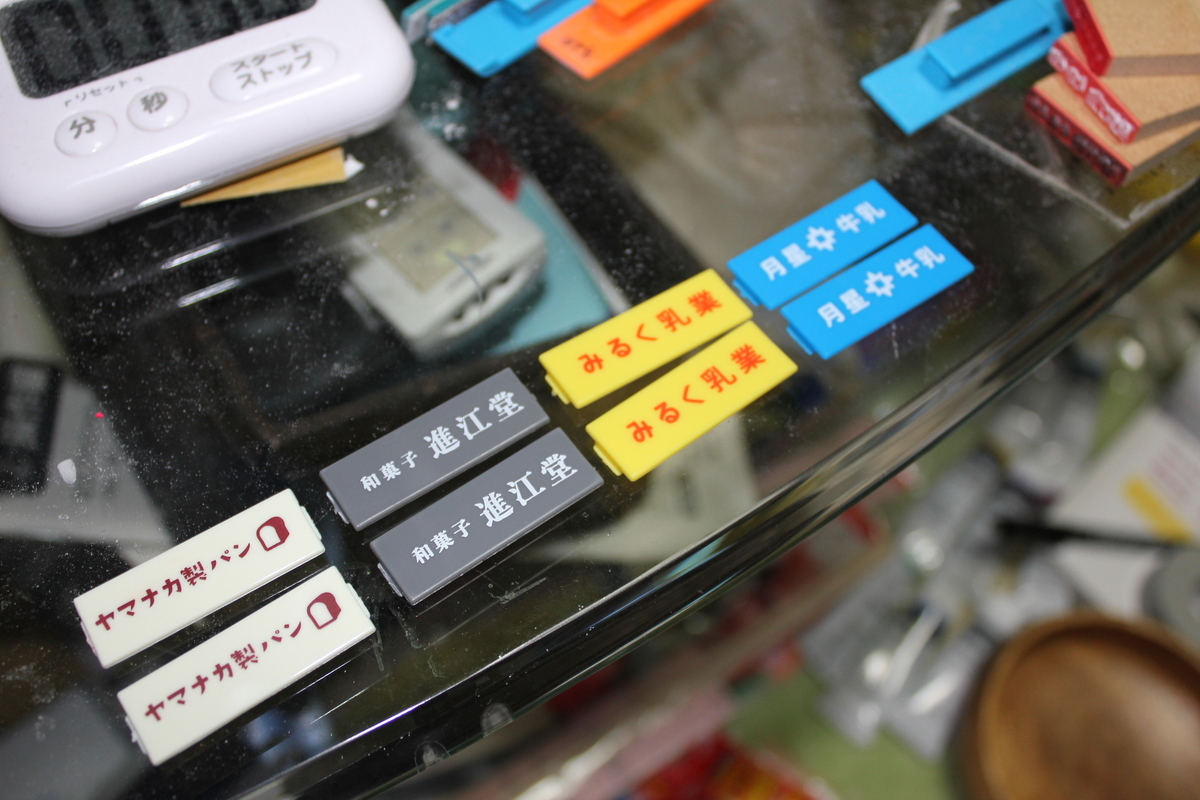 スタート
ストップ
「リセット」
分 秒
月星 牛乳
月星 牛乳
みるく乳業
みるく乳業
和菓子 進江堂
和菓子 進江堂
ヤマナカ製パン
ヤマナカ製パン